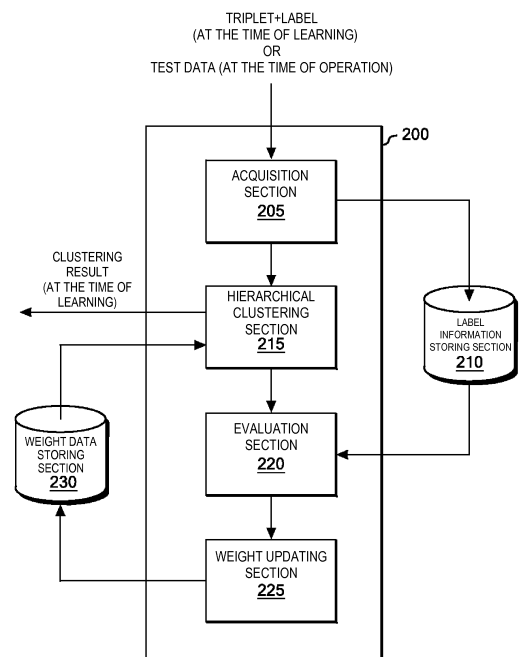 TRIPLET+LABEL
(AT THE TIME OF LEARNING)
OR
TEST DATA (AT THE TIME OF OPERATION)
200
ACQUISITION
SECTION
205
CLUSTERING
RESULT
(AT THE TIME OF
LEARNING)
HIERARCHICAL
CLUSTERING
SECTION
215
LABEL
INFORMATION
STORING SECTION
210
EVALUATION
SECTION
220
WEIGHT DATA
STORING
SECTION
230
WEIGHT UPDATING
SECTION
225